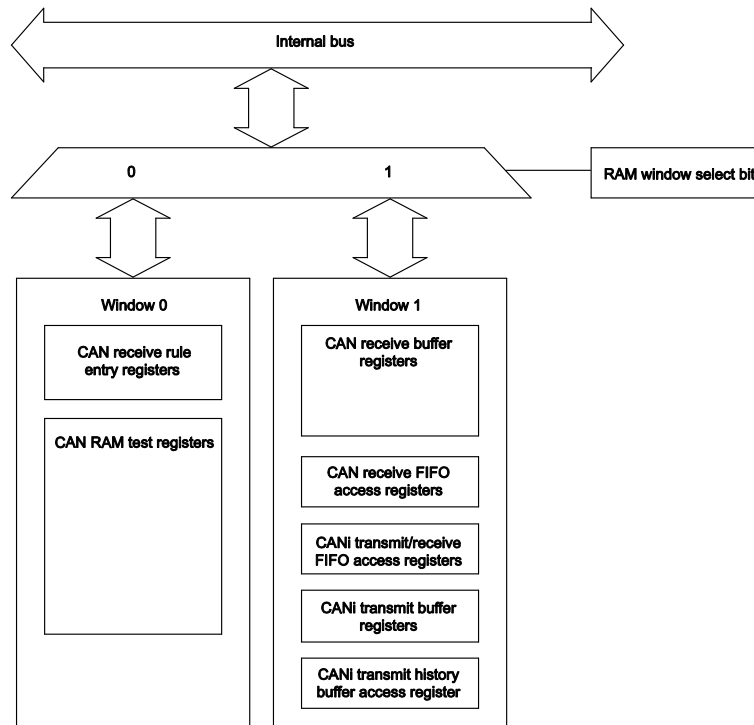 Internal bus
0
1
RAM window select bit
Window 0
CAN receive rule
entry registers
CAN RAM test registers
Window 1
CAN receive buffer
registers
CAN receive FIFO
access registers
CANi transmit/receive
FIFO access registers
CANi transmit buffer
registers
CANi transmit history
buffer access register